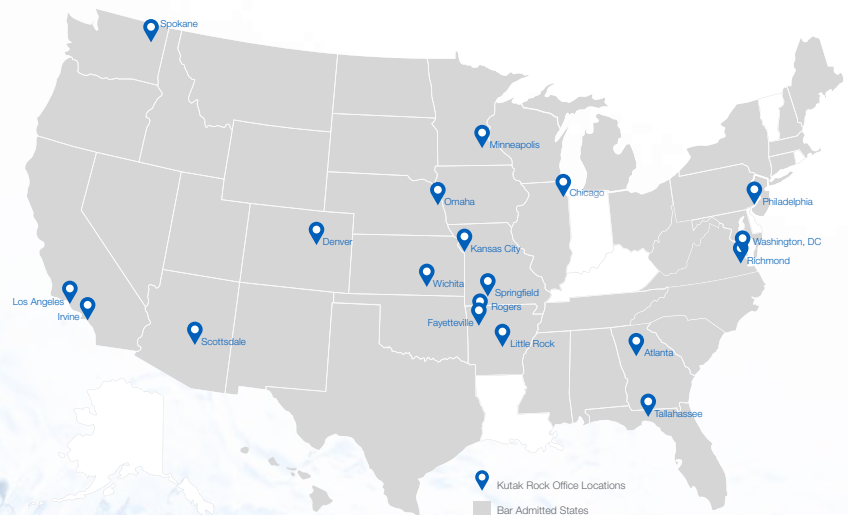 Spokane
Minneapolis
Chicago
Omaha
Philadelphia
Denver
Kansas City
Washington, DC
Richmond
Wichita
Springfield
Los Angeles
Rogers
Irvine
Fayetteville
Scottsdale
Little Rock
Atlanta
Tallahassee
Kutak Rock Office Locations
Bar Admitted States